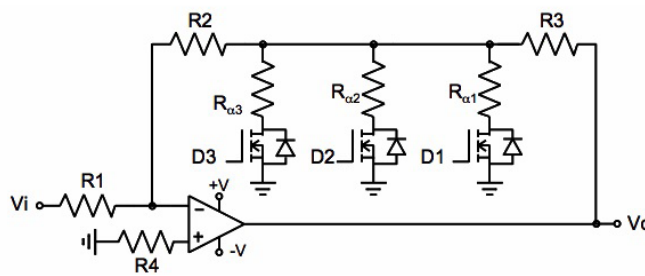 R2
R3
Rα3
Rα2
Rα1
D3
D2
D1
Vi
R1
+V
−
+
-V
R4
Vo